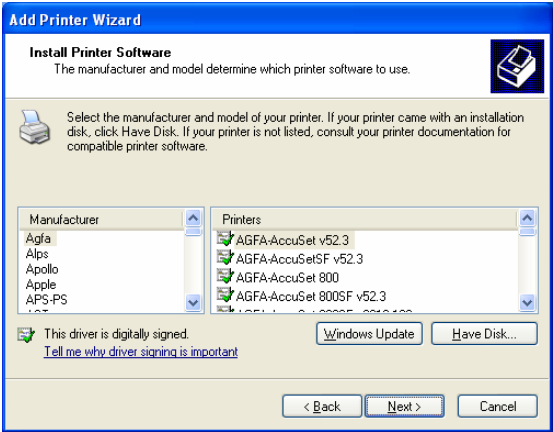 Add Printer Wizard
Install Printer Software
The manufacturer and model determine which printer software to use.
Select the manufacturer and model of your printer. If your printer came with an installation
disk, click Have Disk. If your printer is not listed, consult your printer documentation for
compatible printer software.
Manufacturer
Agfa
Alps
Apollo
Apple
APS-PS
Printers
AGFA-AccuSet v52.3
AGFA-AccuSetSF v52.3
AGFA-AccuSet 800
AGFA-AccuSet 800SF v52.3
This driver is digitally signed.
Tell me why driver signing is important
Windows Update
Have Disk...
< Back
Next >
Cancel